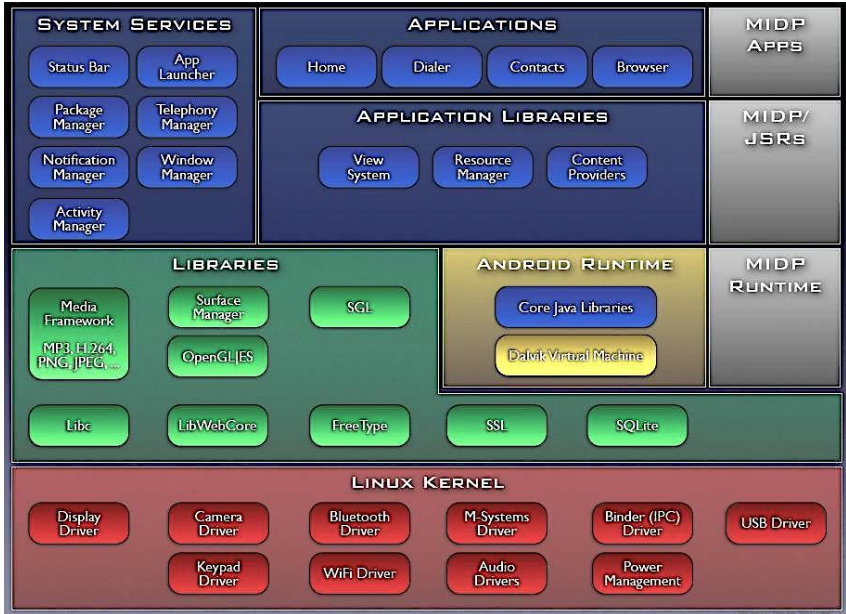 SYSTEM SERVICES
Status Bar
App
Launcher
Package
Manager
Telephony
Manager
Notification
Manager
Window
Manager
Activity
Manager
APPLICATIONS
Home
Dialer
Contacts
Browser
MIDP
APPS
APPLICATION LIBRARIES
View
System
Resource
Manager
Content
Providers
MIDP/
JSRS
LIBRARIES
Media
Framework
MP3, H.264,
PNG, JPEG, ...
Surface
Manager
OpenGL|ES
SGL
Libc
LibWebCore
FreeType
SSL
SQLite
ANDROID RUNTIME
Core Java Libraries
Dalvik Virtual Machine
MIDP
RUNTIME
LINUX KERNEL
Display
Driver
Camera
Driver
Bluetooth
Driver
M-Systems
Driver
Binder (IPC)
Driver
USB Driver
Keypad
Driver
WiFi Driver
Audio
Drivers
Power
Management